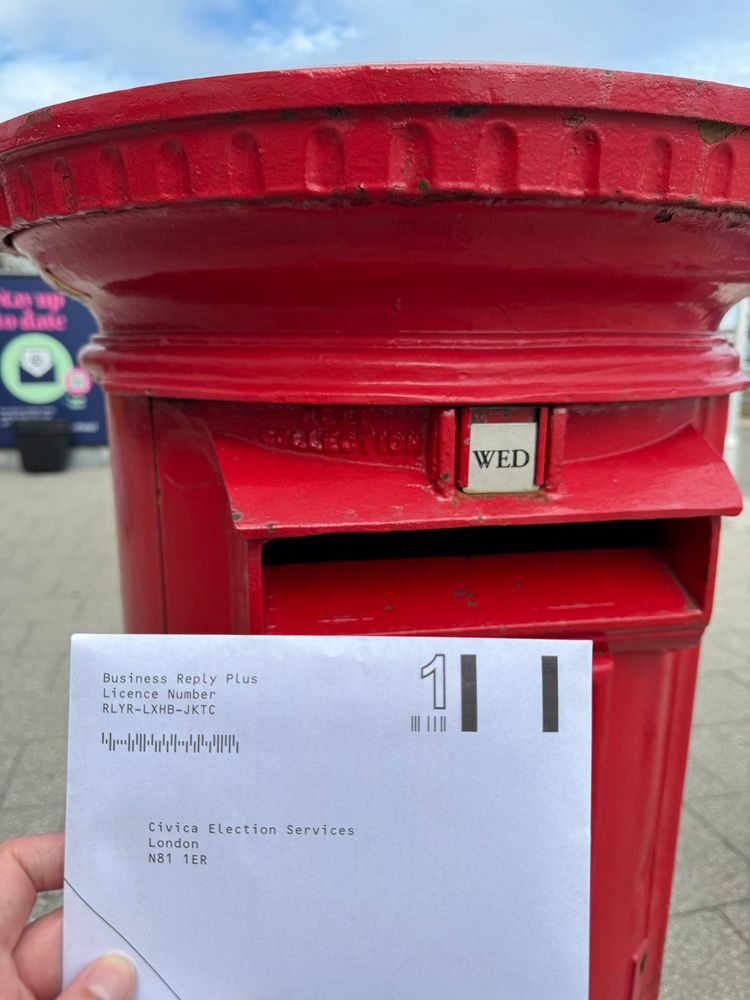 Stay up
to date
NEXT
COLLECTION
WED
Business Reply Plus
Licence Number
RLYR-LXHB-JKTC
1
Civica Election Services
London
N81 1ER